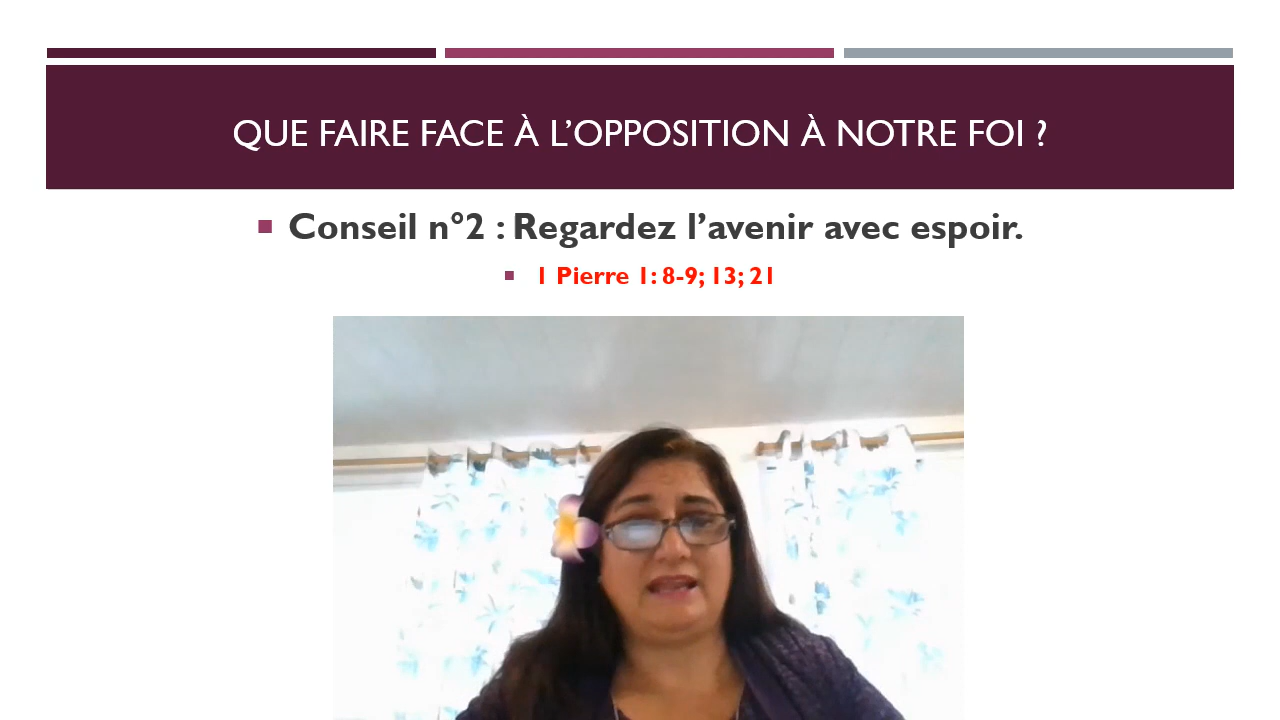 QUE FAIRE FACE À L’OPPOSITION À NOTRE FOI ?
Conseil n°2 : Regardez l’avenir avec espoir.
1 Pierre 1: 8-9; 13; 21